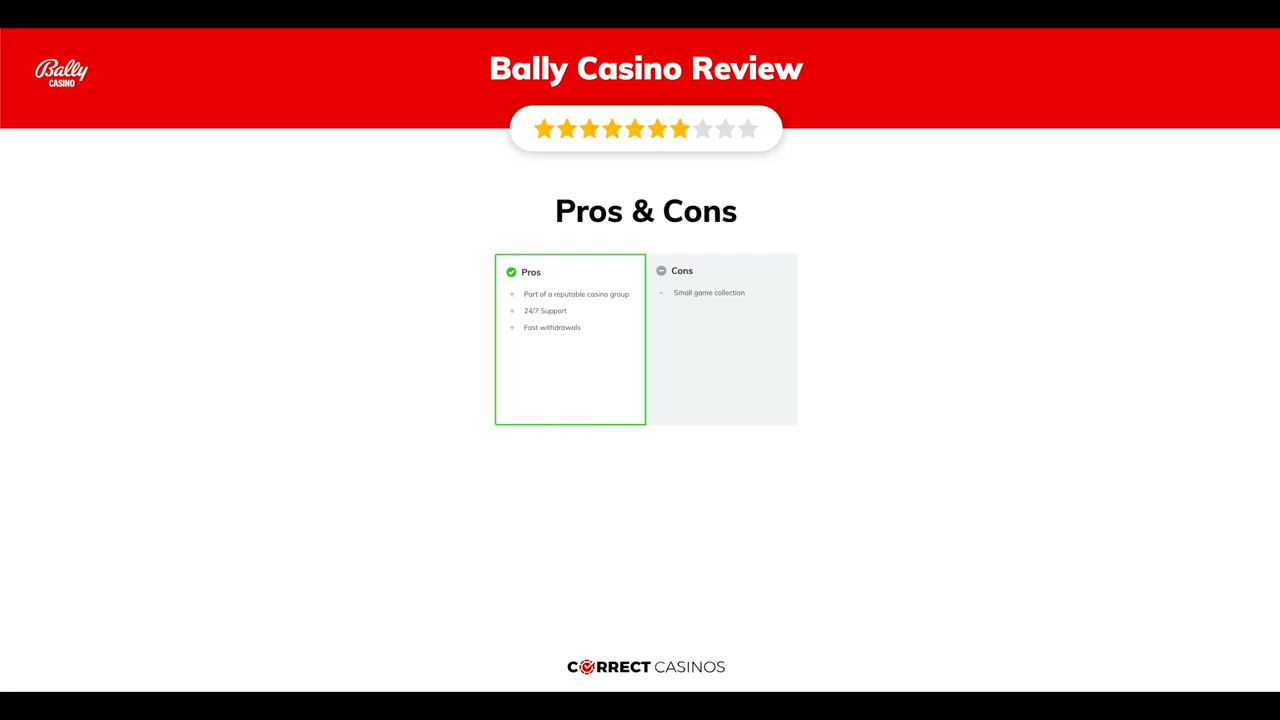 Bally
CASINO
Bally Casino Review
Pros & Cons
Pros
+ Part of a reputable casino group
+ 24/7 Support
+ Fast withdrawals
Cons
- Small game collection
CORRECT CASINOS